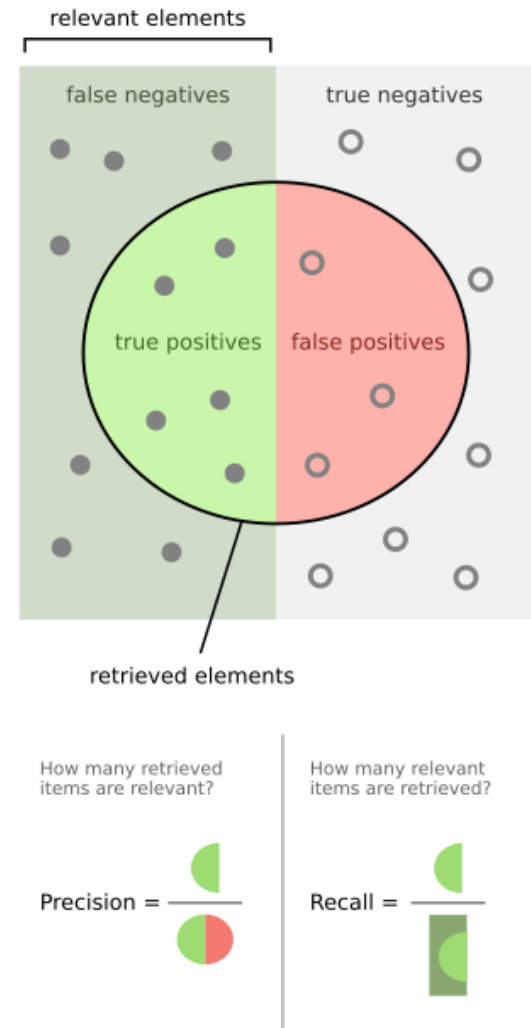 relevant elements
false negatives
true negatives
true positives
false positives
retrieved elements
How many retrieved
items are relevant?
How many relevant
items are retrieved?
Precision =
Recall =